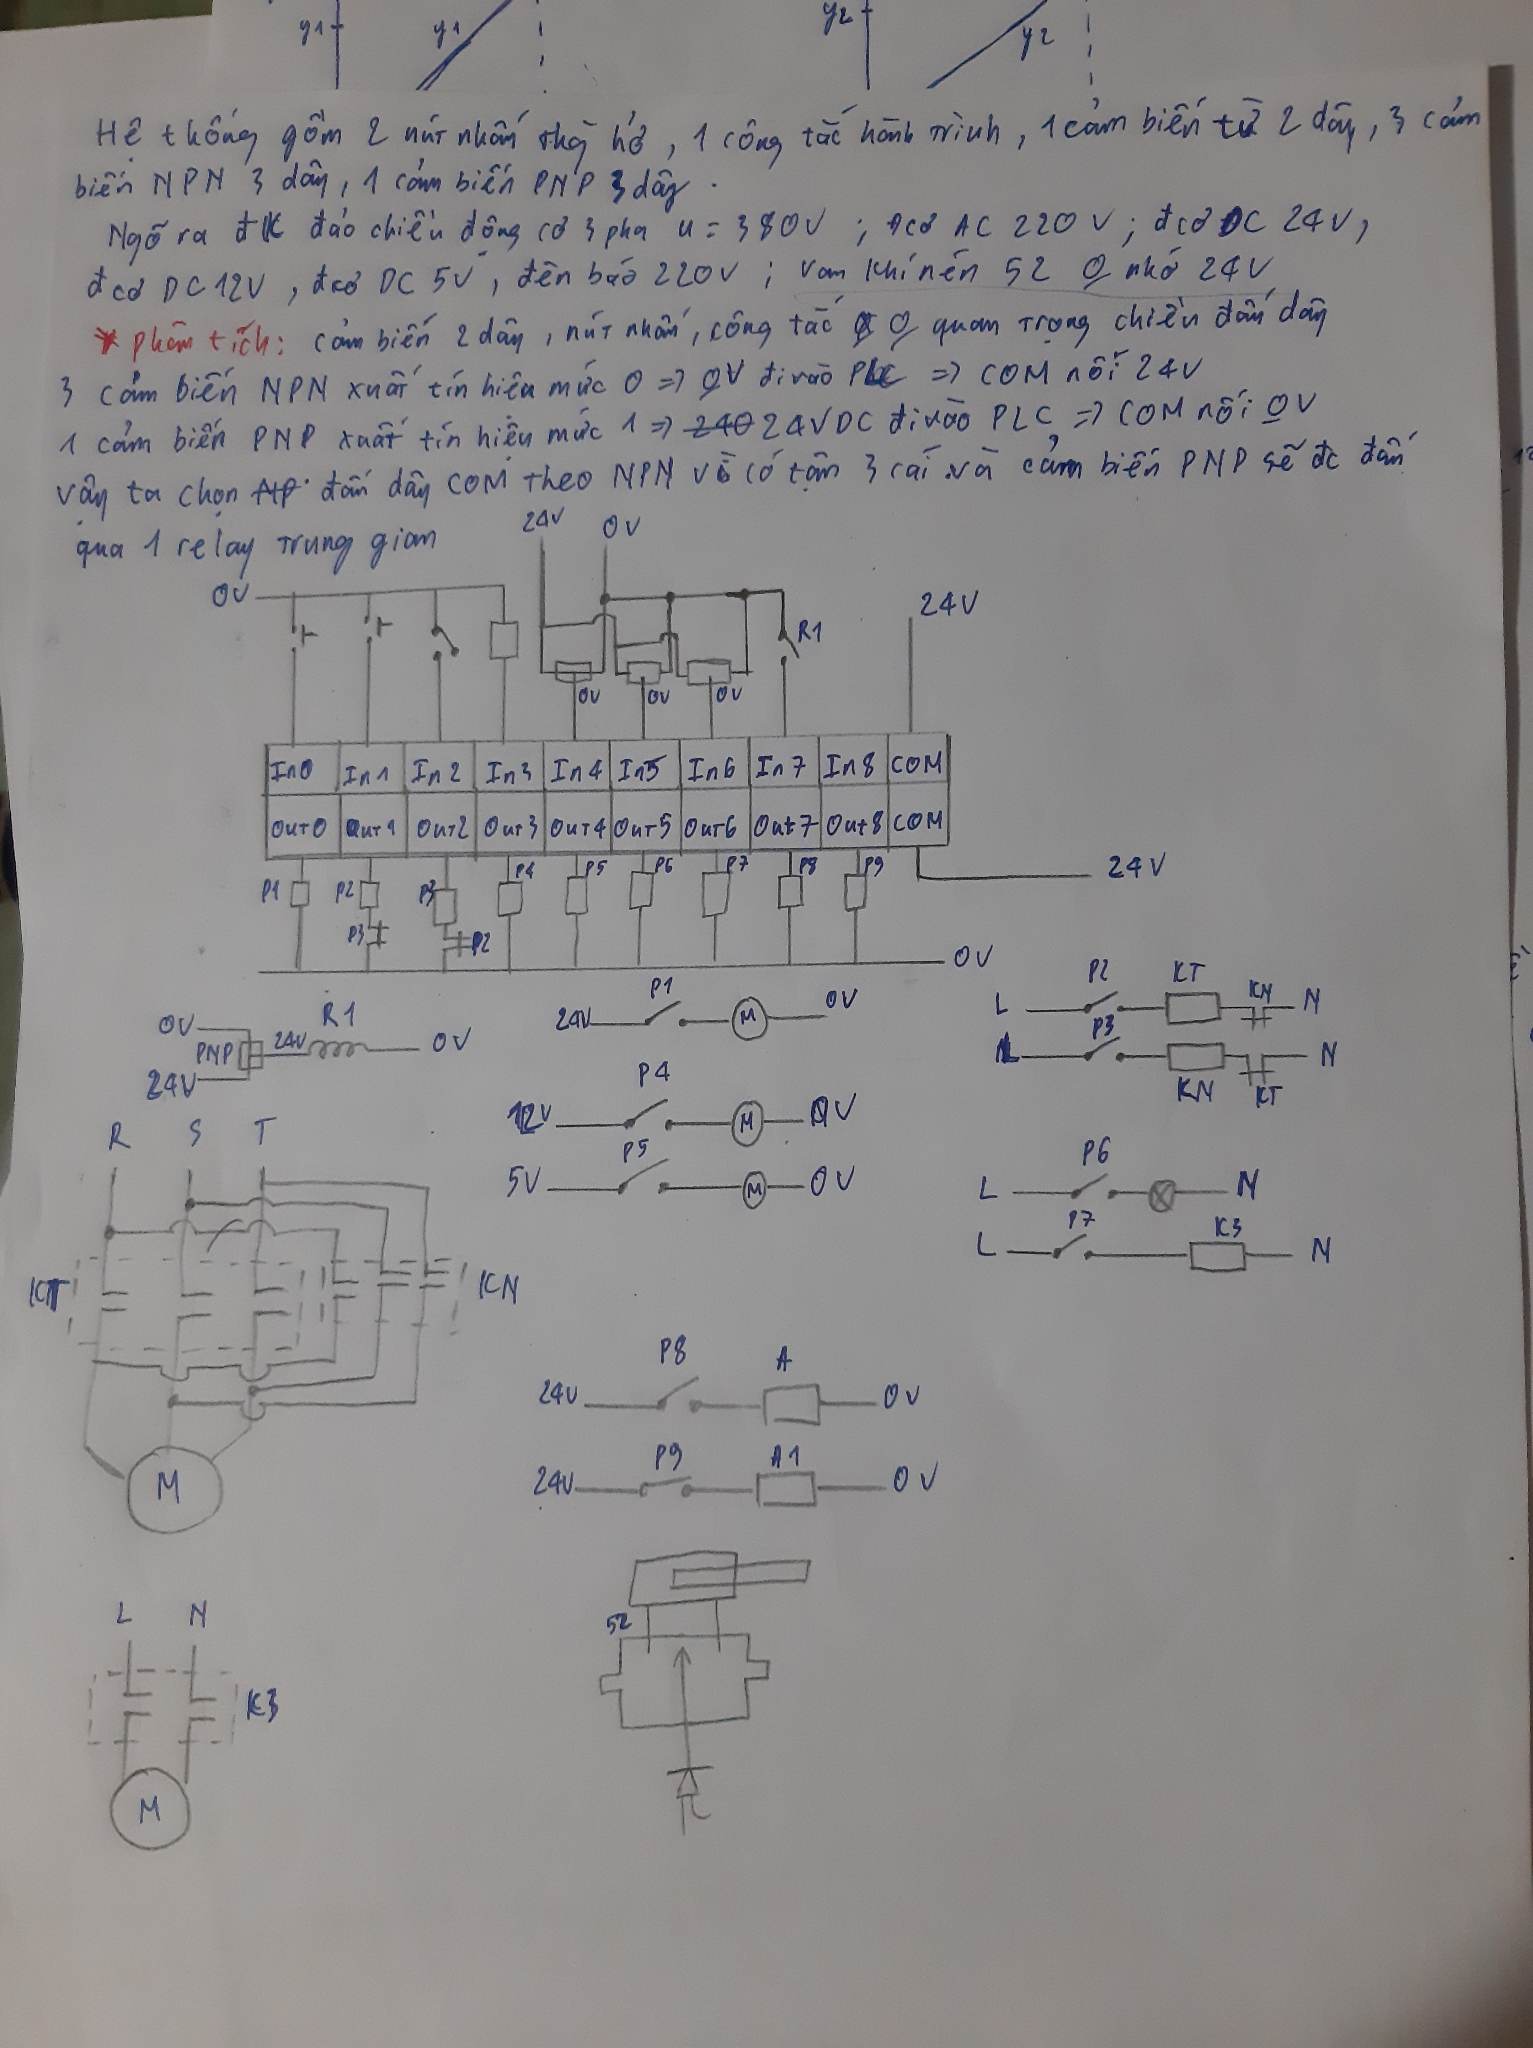 Hệ thống gồm 2 nút nhấn thg hở, 1 công tắc hành trình, 1 cảm biến từ 2 dây, 3 cảm
biến NPN 3 dây, 1 cảm biến PNP 3 dây.
Ngõ ra đk đảo chiều động cơ 3 pha u = 380V ; đcơ AC 220V ; đcơ DC 24V,
đcơ DC 12V, đcơ DC 5V, đèn báo 220V ; van khí nén 52 nhớ 24V
* phân tích: cảm biến 2 dây, nút nhấn, công tắc quan trọng chiều đấu dây
3 cảm biến NPN xuất tín hiệu mức 0 => 0V đi vào PLC => COM nối 24V
1 cảm biến PNP xuất tín hiệu mức 1 => 24VDC đi vào PLC => COM nối 0V
vậy ta chọn đấu dây COM theo NPN vì có tận 3 cái và cảm biến PNP sẽ đc đấu
qua 1 relay trung gian
0V
24V
0V
R1
24V
0V
0V
0V
In0 In1 In2 In3 In4 In5 In6 In7 In8 COM
Out0 Out1 Out2 Out3 Out4 Out5 Out6 Out7 Out8 COM
24V
P1 P2 P3 P4 P5 P6 P7 P8 P9
P3 P2
0V
0V
PNP
24V
24V
R1
0V
P1
24V
M
0V
P4
12V
M
0V
P5
5V
M
0V
L
P2
KT
KN
N
P3
KN
KT
N
L
P6
N
L
P7
K3
N
R S T
KT
KN
M
P8
24V
A
0V
P9
24V
A1
0V
52
L N
K3
M
y1
y1
y2
y2